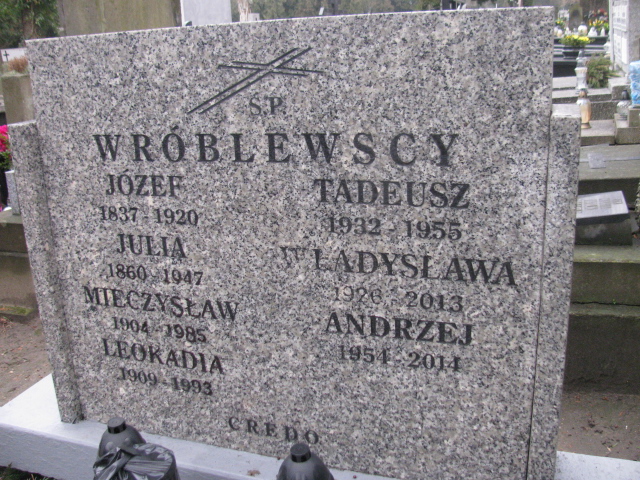 Ś.P.
WRÓBLEWSCY
JÓZEF
1837 - 1920
JULIA
1860 - 1947
MIECZYSŁAW
1904 - 1985
LEOKADIA
1909 - 1993
TADEUSZ
1932 - 1955
WŁADYSŁAWA
1926 - 2013
ANDRZEJ
1954 - 2014
CREDO